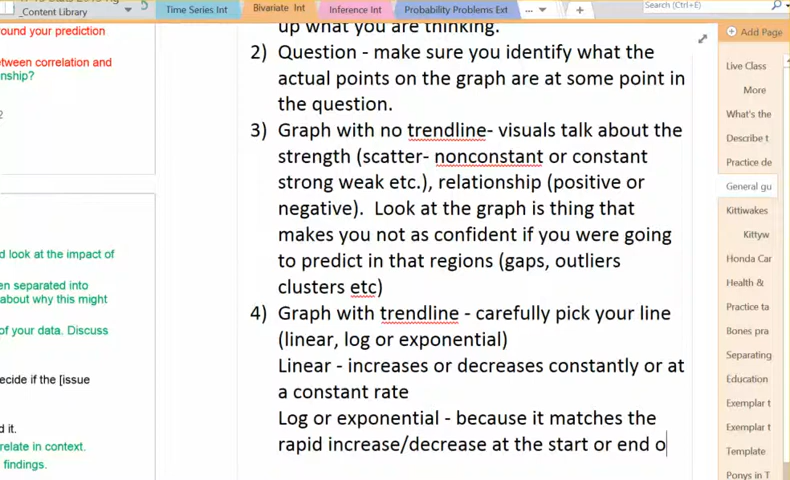 Content Library
Time Series Int
Bivariate Int
Inference Int
Probability Problems Ext
Search (Ctrl+E)
round your prediction
etween correlation and
nship?
2
d look at the impact of
en separated into
about why this might
of your data. Discuss
ecide if the [issue
d it.
relate in context.
findings.
up what you are thinking.
2) Question - make sure you identify what the
actual points on the graph are at some point in
the question.
3) Graph with no trendline- visuals talk about the
strength (scatter- nonconstant or constant
strong weak etc.), relationship (positive or
negative). Look at the graph is thing that
makes you not as confident if you were going
to predict in that regions (gaps, outliers
clusters etc)
4) Graph with trendline - carefully pick your line
(linear, log or exponential)
Linear - increases or decreases constantly or at
a constant rate
Log or exponential - because it matches the
rapid increase/decrease at the start or end o
Add Page
Live Class
More
What's the
Describe t
Practice de
General gu
Kittiwakes
Kittyw
Honda Car
Health &
Practice ta
Bones pra
Separating
Education
Exemplar t
Exemplar t
Template
Ponys in T